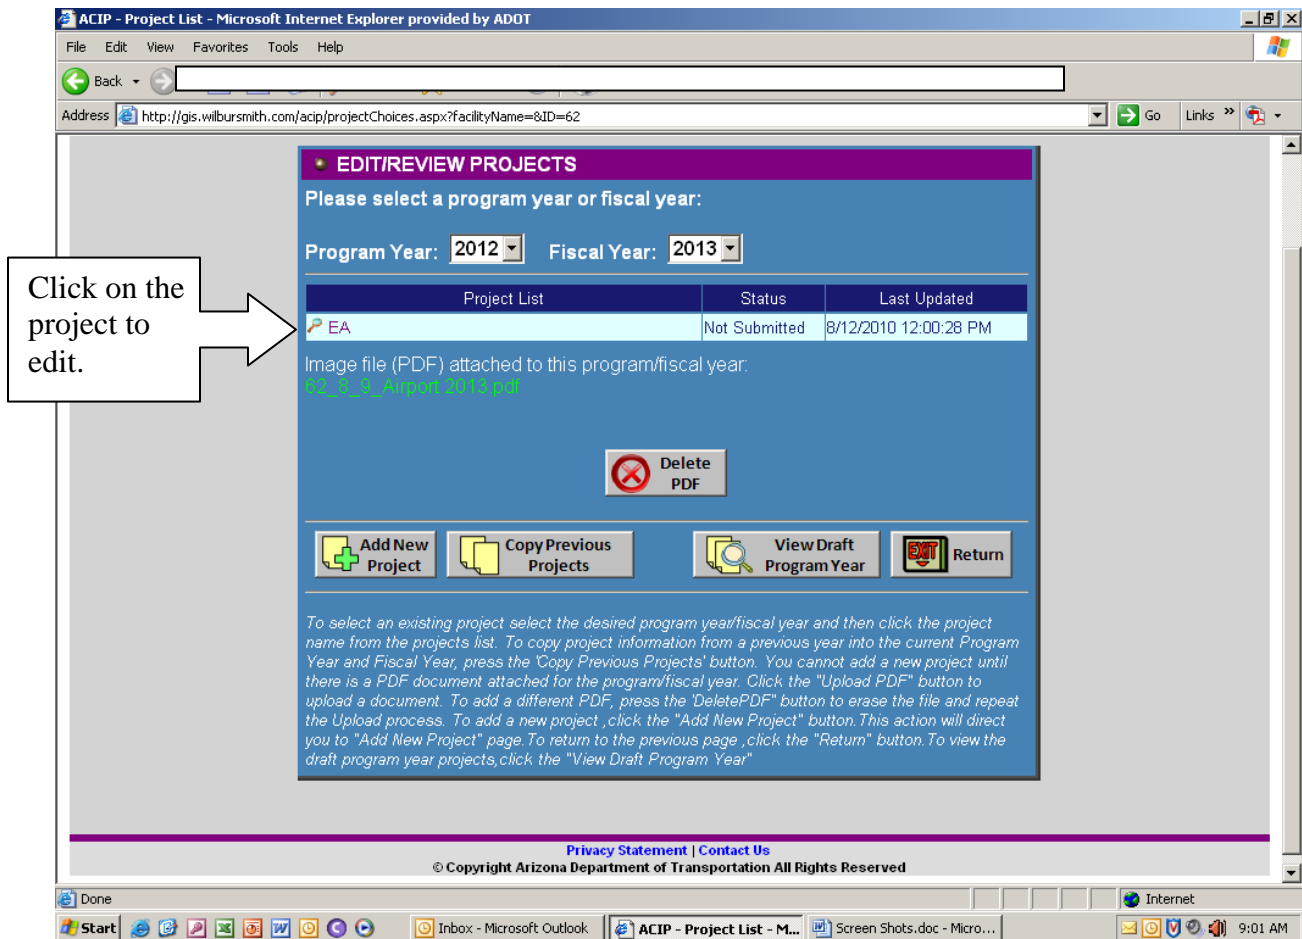 ACIP - Project List - Microsoft Internet Explorer provided by ADOT
File Edit View Favorites Tools Help
Back
Address http://gis.wilbursmith.com/acip/projectChoices.aspx?facilityName=&ID=62 Go Links »
EDIT/REVIEW PROJECTS
Please select a program year or fiscal year:
Program Year: 2012 Fiscal Year: 2013
Click on the
project to
edit.
Project List Status Last Updated
EA Not Submitted 8/12/2010 12:00:28 PM
Image file (PDF) attached to this program/fiscal year:
62_8_9_Airport 2013.pdf
Delete
PDF
Add New
Project
Copy Previous
Projects
View Draft
Program Year
EXIT Return
To select an existing project select the desired program year/fiscal year and then click the project
name from the projects list. To copy project information from a previous year into the current Program
Year and Fiscal Year, press the 'Copy Previous Projects' button. You cannot add a new project until
there is a PDF document attached for the program/fiscal year. Click the "Upload PDF" button to
upload a document. To add a different PDF, press the 'DeletePDF" button to erase the file and repeat
the Upload process. To add a new project ,click the "Add New Project" button.This action will direct
you to "Add New Project" page.To return to the previous page ,click the "Return" button.To view the
draft program year projects,click the "View Draft Program Year"
Privacy Statement | Contact Us
© Copyright Arizona Department of Transportation All Rights Reserved
Done Internet
Start Inbox - Microsoft Outlook ACIP - Project List - M... Screen Shots.doc - Micro... 9:01 AM